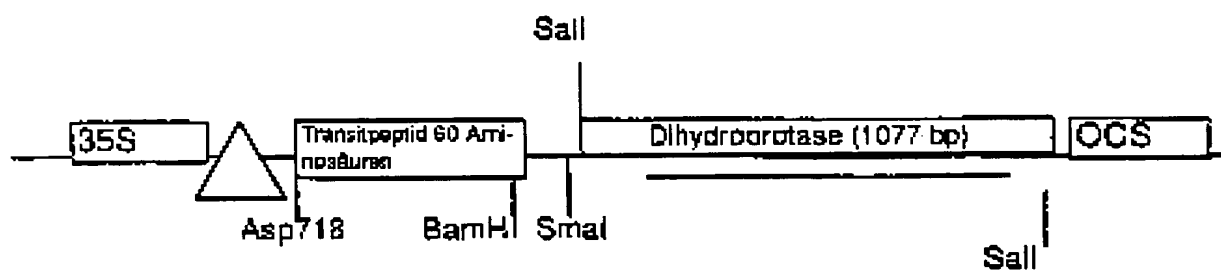 SalI
35S
Transitpeptid 60 Ami-
nosäuren
Dihydroorotase (1077 bp)
OCS
Asp718
BamHI
SmaI
SalI